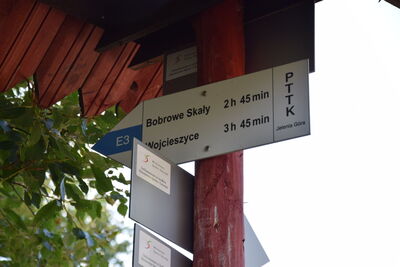 E3
Bobrowe Skały 2 h 45 min
Wojcieszyce 3 h 45 min
PTTK
Jelenia Góra